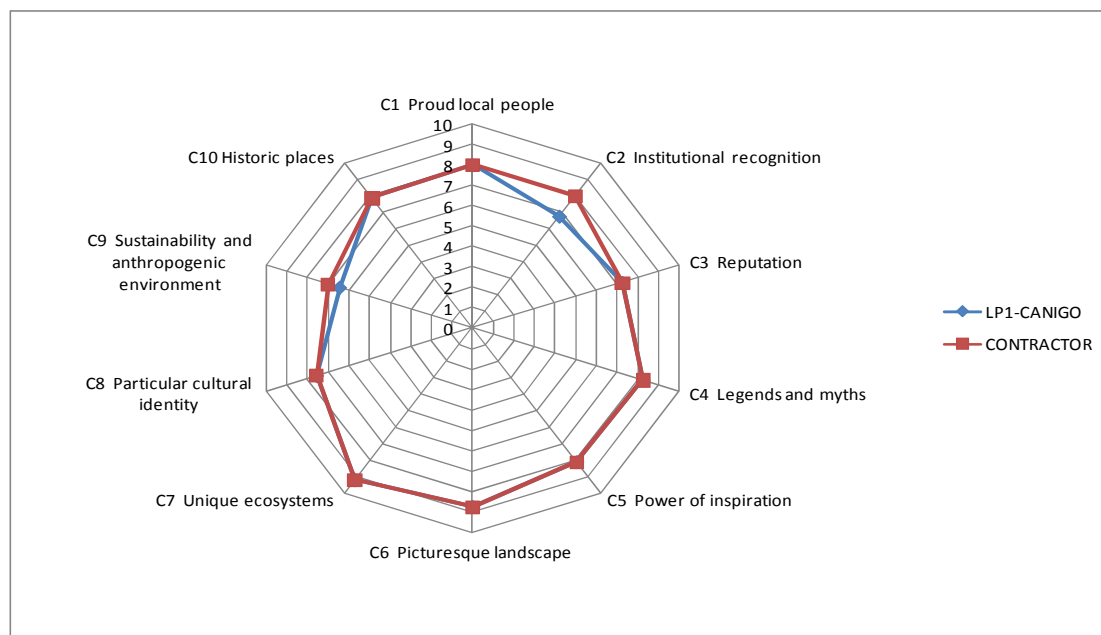 C1 Proud local people
10
9
8
7
6
5
4
3
2
1
0
C2 Institutional recognition
C3 Reputation
C4 Legends and myths
C5 Power of inspiration
C6 Picturesque landscape
C7 Unique ecosystems
C8 Particular cultural
identity
C9 Sustainability and
anthropogenic
environment
C10 Historic places
LP1-CANIGO
CONTRACTOR